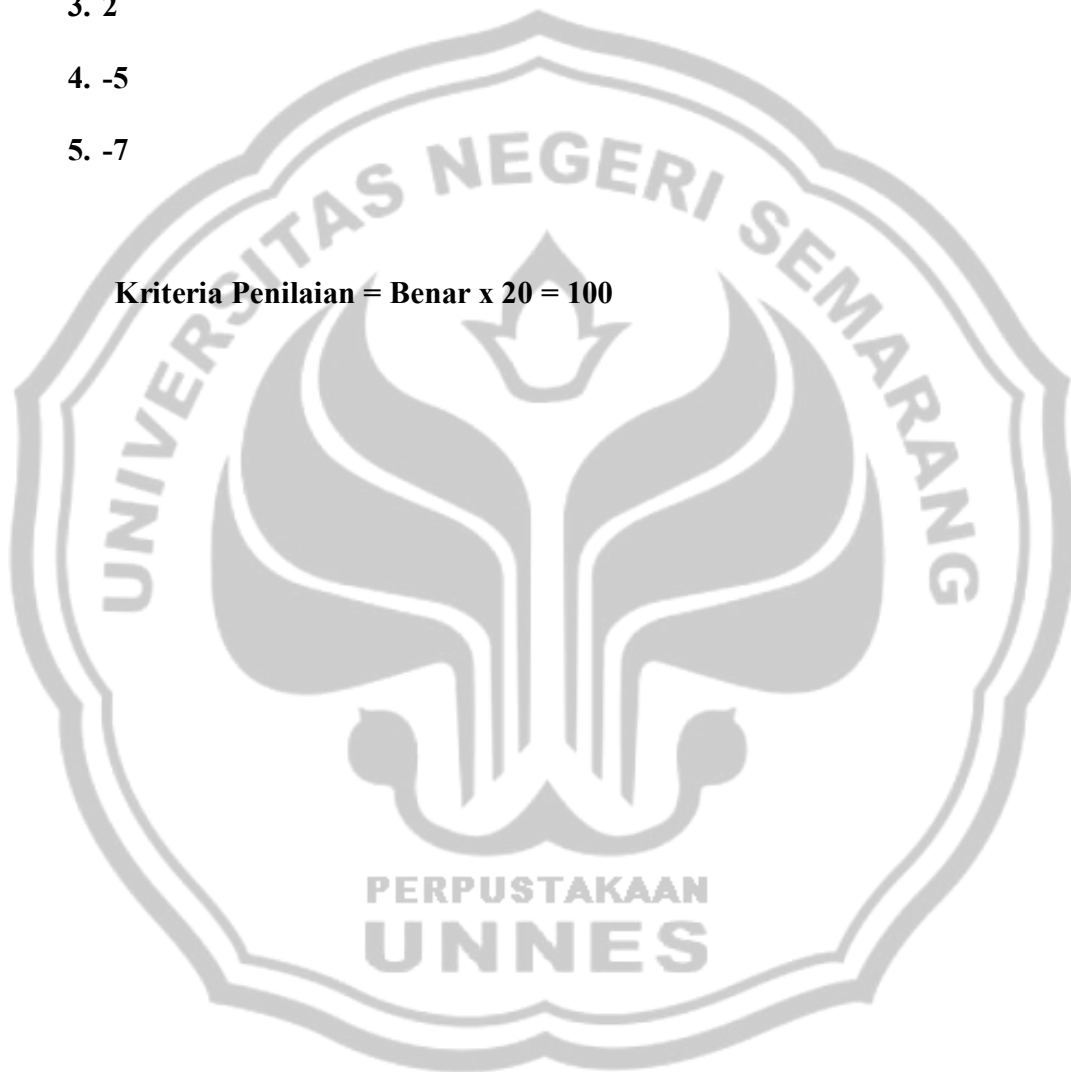 3. 2
4. -5
5. -7
UNIVERSITAS NEGERI SEMARANG
Kriteria Penilaian = Benar x 20 = 100
PERPUSTAKAAN
UNNES